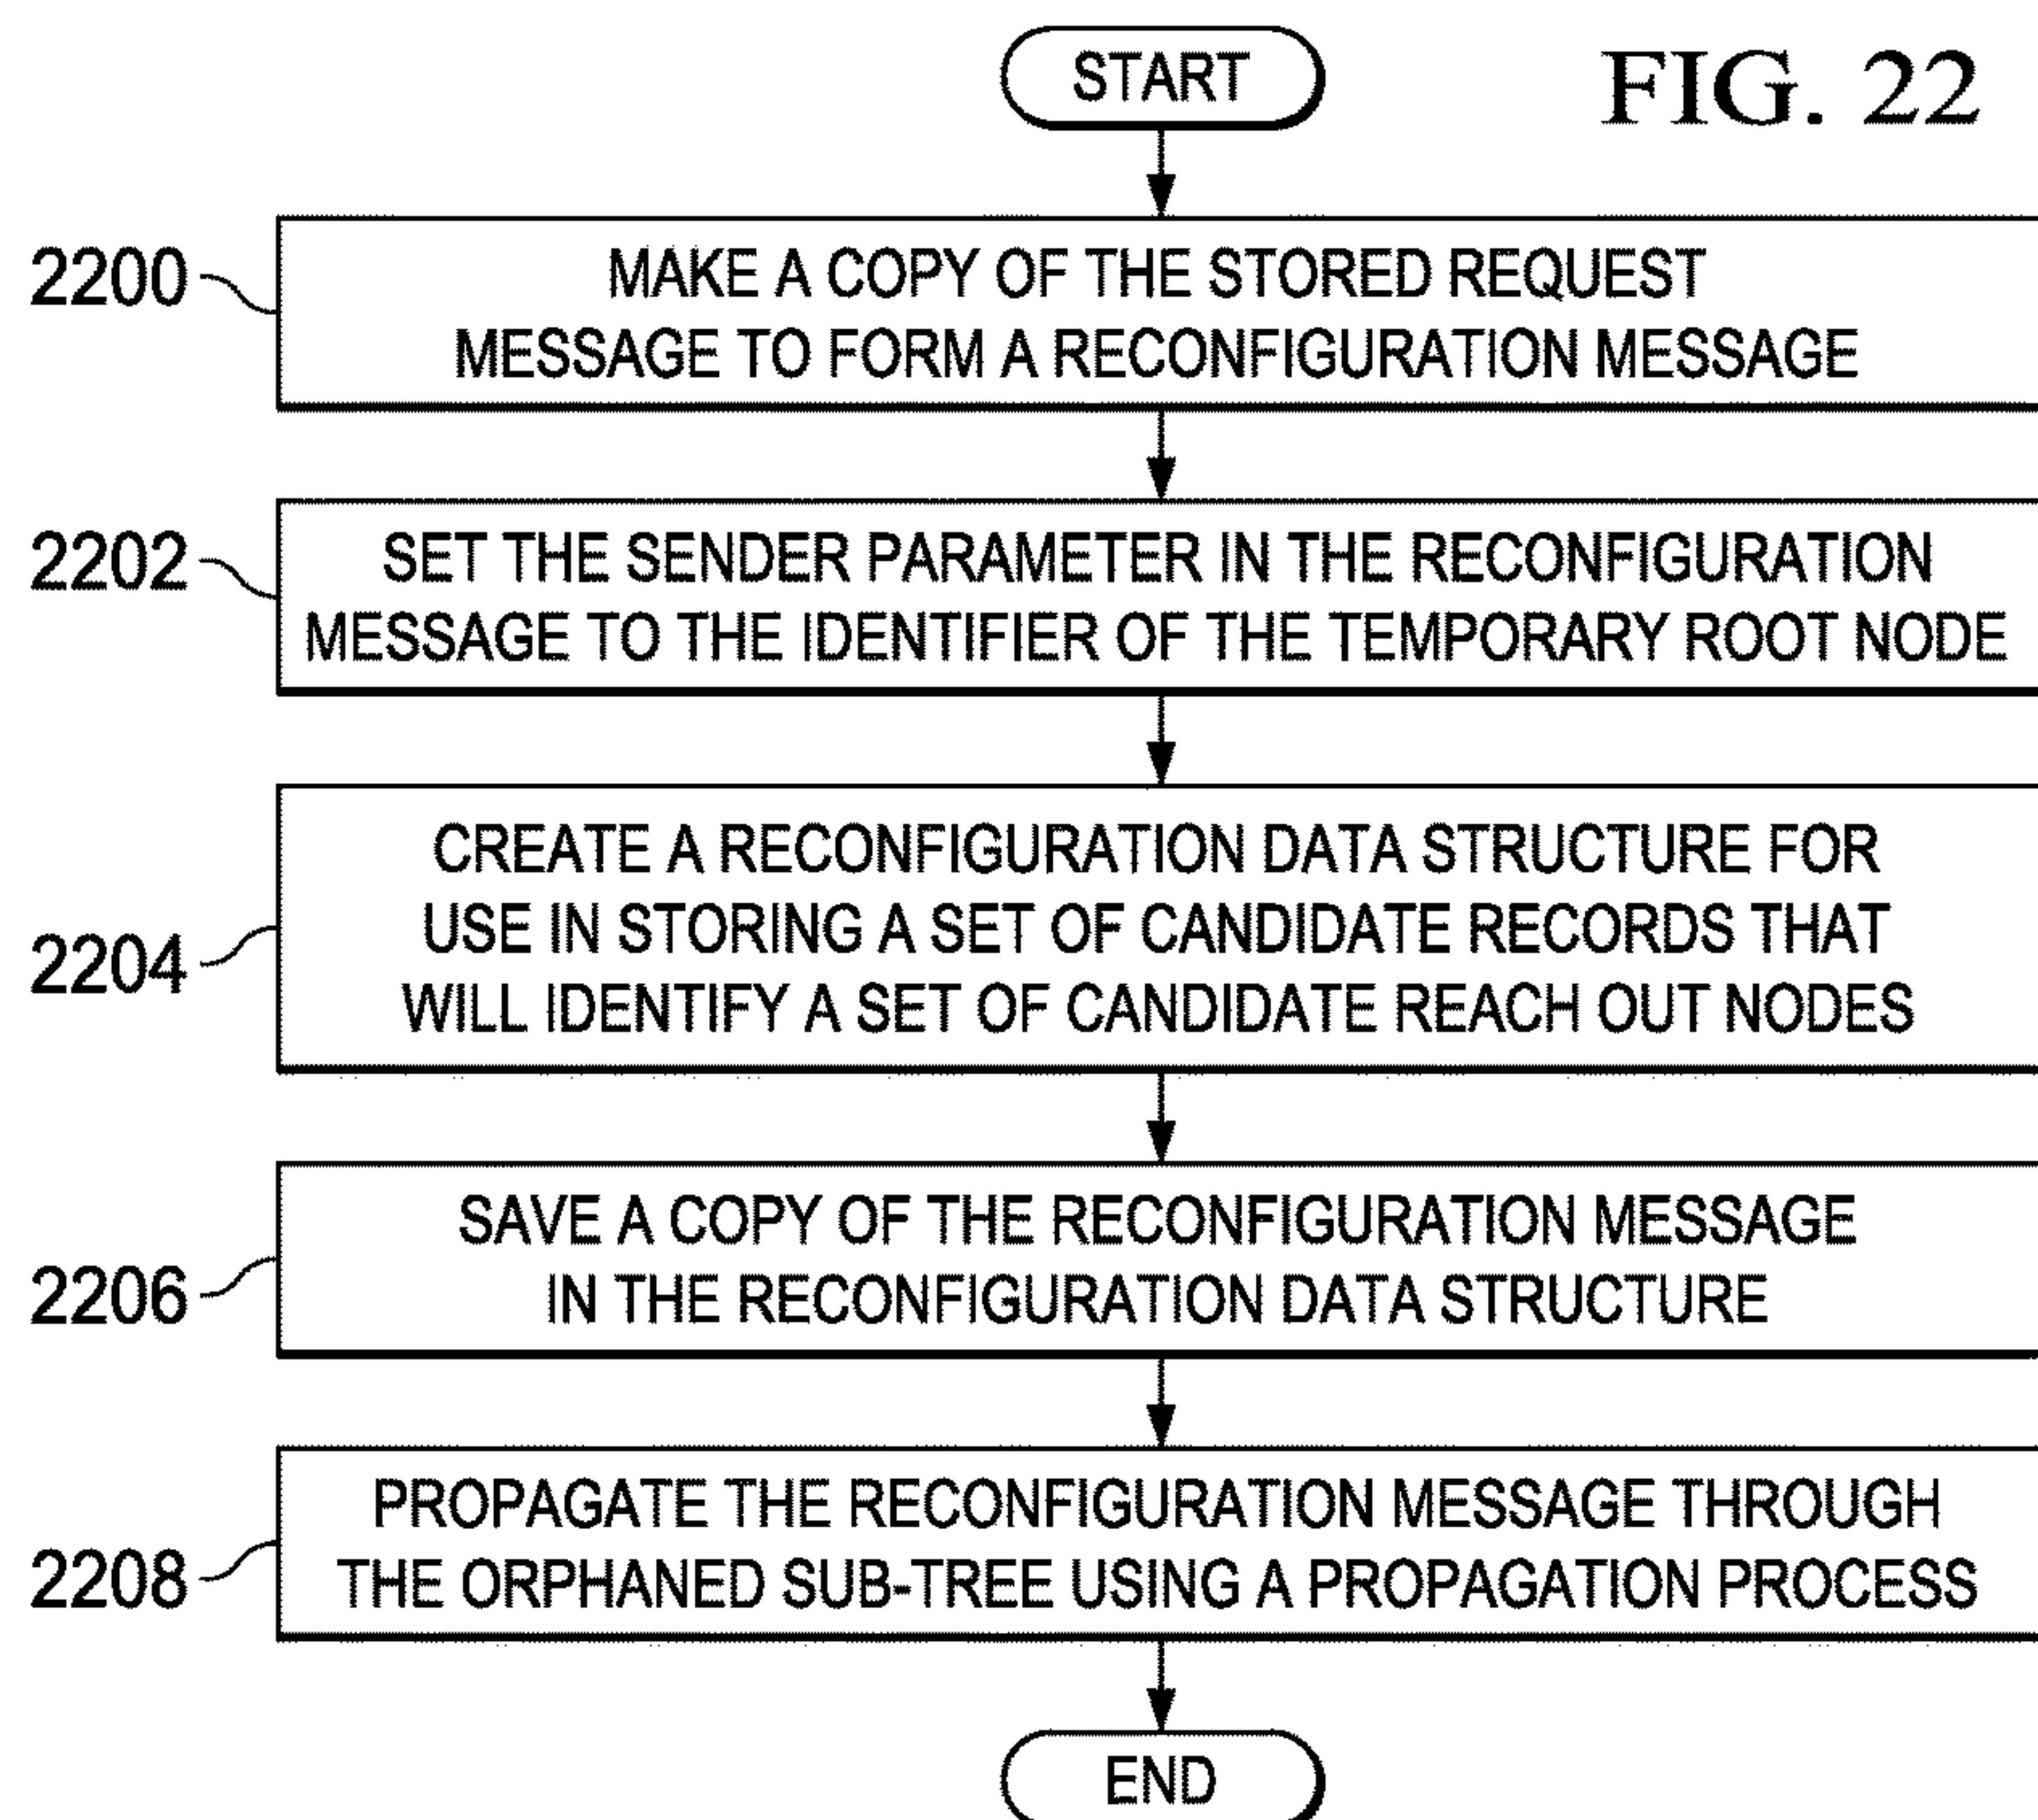 START
FIG. 22
2200
MAKE A COPY OF THE STORED REQUEST
MESSAGE TO FORM A RECONFIGURATION MESSAGE
2202
SET THE SENDER PARAMETER IN THE RECONFIGURATION
MESSAGE TO THE IDENTIFIER OF THE TEMPORARY ROOT NODE
2204
CREATE A RECONFIGURATION DATA STRUCTURE FOR
USE IN STORING A SET OF CANDIDATE RECORDS THAT
WILL IDENTIFY A SET OF CANDIDATE REACH OUT NODES
2206
SAVE A COPY OF THE RECONFIGURATION MESSAGE
IN THE RECONFIGURATION DATA STRUCTURE
2208
PROPAGATE THE RECONFIGURATION MESSAGE THROUGH
THE ORPHANED SUB-TREE USING A PROPAGATION PROCESS
END